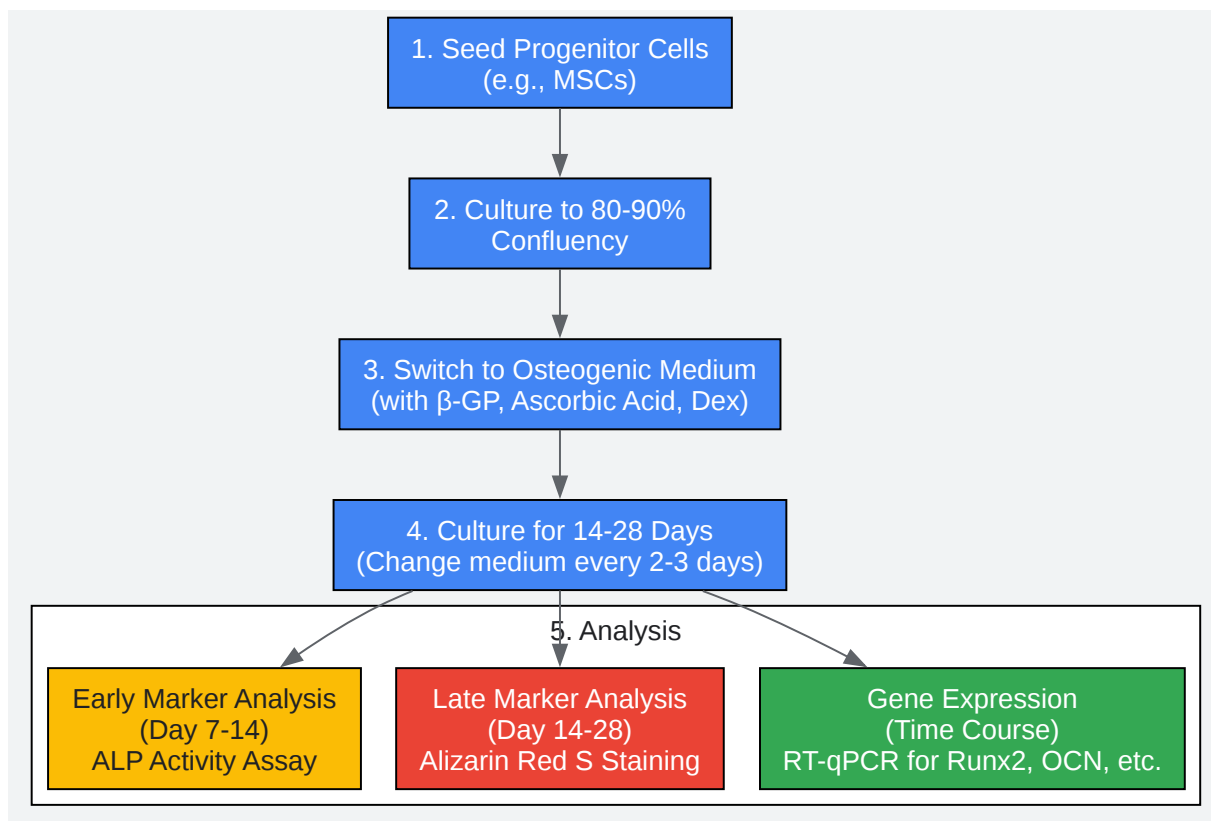 1. Seed Progenitor Cells
(e.g., MSCs)
2. Culture to 80-90%
Confluency
3. Switch to Osteogenic Medium
(with β-GP, Ascorbic Acid, Dex)
4. Culture for 14-28 Days
(Change medium every 2-3 days)
5. Analysis
Early Marker Analysis
(Day 7-14)
ALP Activity Assay
Late Marker Analysis
(Day 14-28)
Alizarin Red S Staining
Gene Expression
(Time Course)
RT-qPCR for Runx2, OCN, etc.